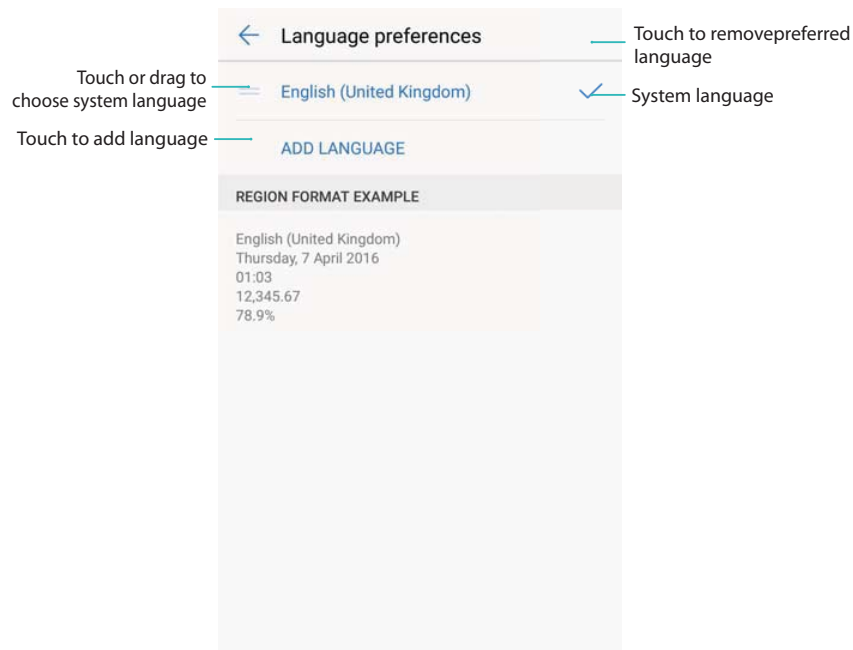 Language preferences
Touch to removepreferred
language
Touch or drag to
choose system language
English (United Kingdom)
System language
Touch to add language
ADD LANGUAGE
REGION FORMAT EXAMPLE
English (United Kingdom)
Thursday, 7 April 2016
01:03
12,345.67
78.9%